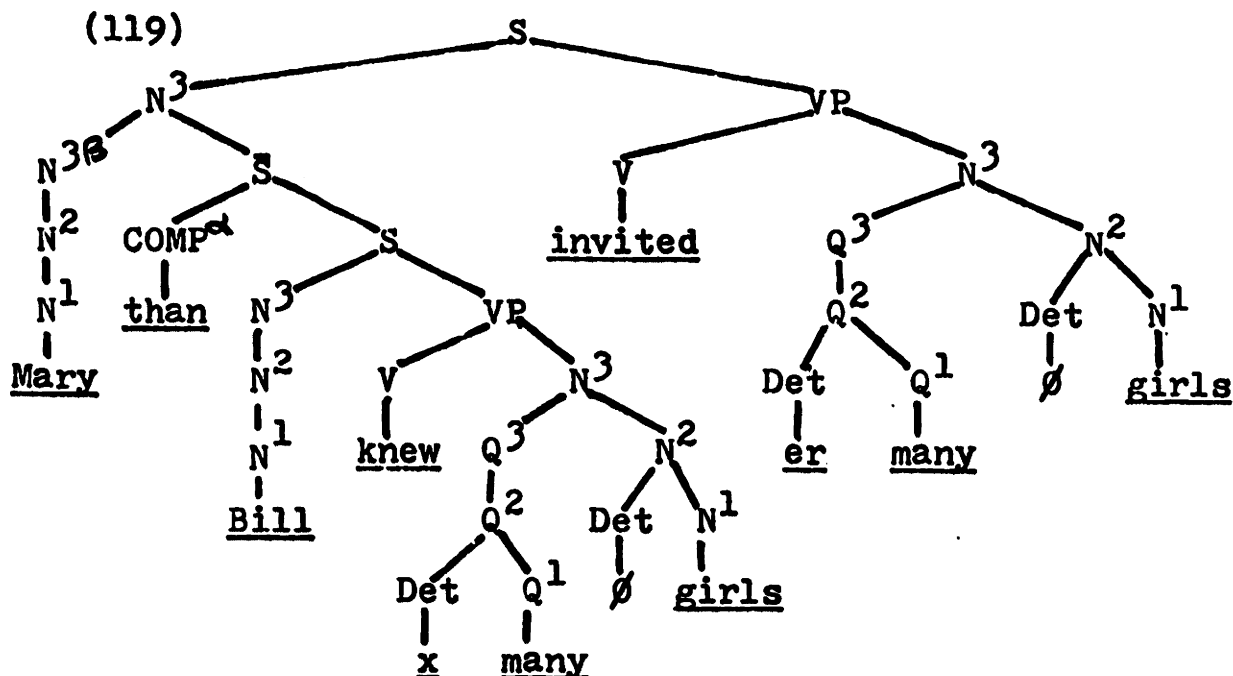 (119) S
N³ VP
N³ᵝ S̄ V N³
N² COMPᵅ S invited Q³ N²
N¹ than N³ VP Q² Det N¹
Mary N² V N³ Det Q¹ ∅ girls
N¹ knew Q³ N² er many
Bill Q² Det N¹
Det Q¹ ∅ girls
x many